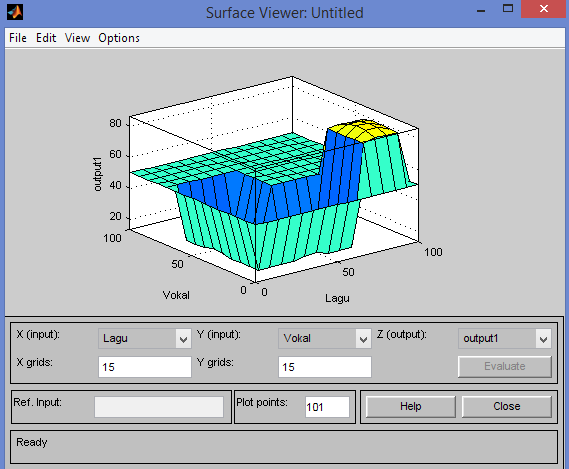 Surface Viewer: Untitled
File Edit View Options
80
60
40
20
output1
100
50
0
Vokal
0
50
100
Lagu
X (input): Lagu Y (input): Vokal Z (output): output1
X grids: 15 Y grids: 15 Evaluate
Ref. Input: Plot points: 101 Help Close
Ready